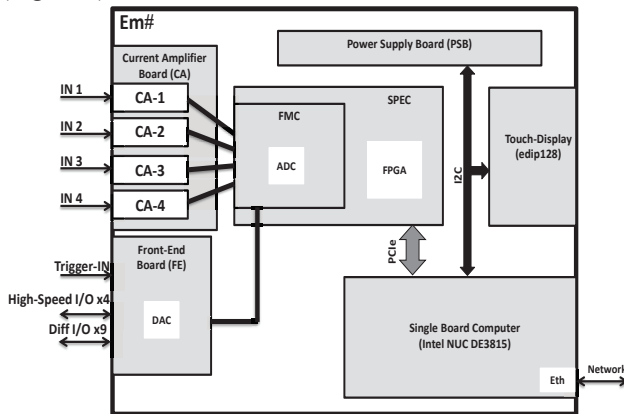 Em#
Power Supply Board (PSB)
Current Amplifier
Board (CA)
IN 1
CA-1
IN 2
CA-2
IN 3
CA-3
IN 4
CA-4
SPEC
FMC
ADC
FPGA
I2C
Touch-Display
(edip128)
PCIe
Front-End
Board (FE)
Trigger-IN
High-Speed I/O x4
Diff I/O x9
DAC
Single Board Computer
(Intel NUC DE3815)
Eth
Network